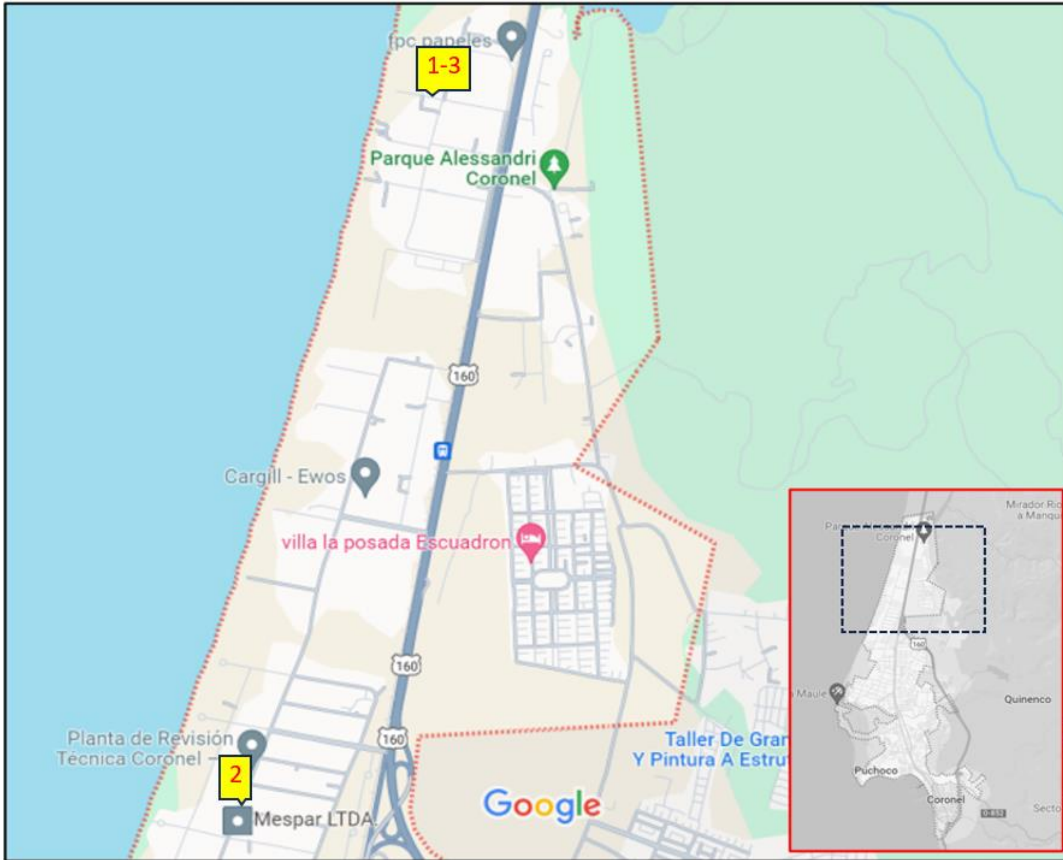 fpc papeles
1-3
Parque Alessandri
Coronel
160
Cargill - Ewos
villa la posada Escuadron
160
160
Planta de Revisión
Técnica Coronel -
2
Mespar LTDA.
Taller De Gran
Y Pintura A Estru
Google
Mirador Rio
a Manqu
Coronel
160
Maule
Quinenco
Puchoco
Coronel
Secto